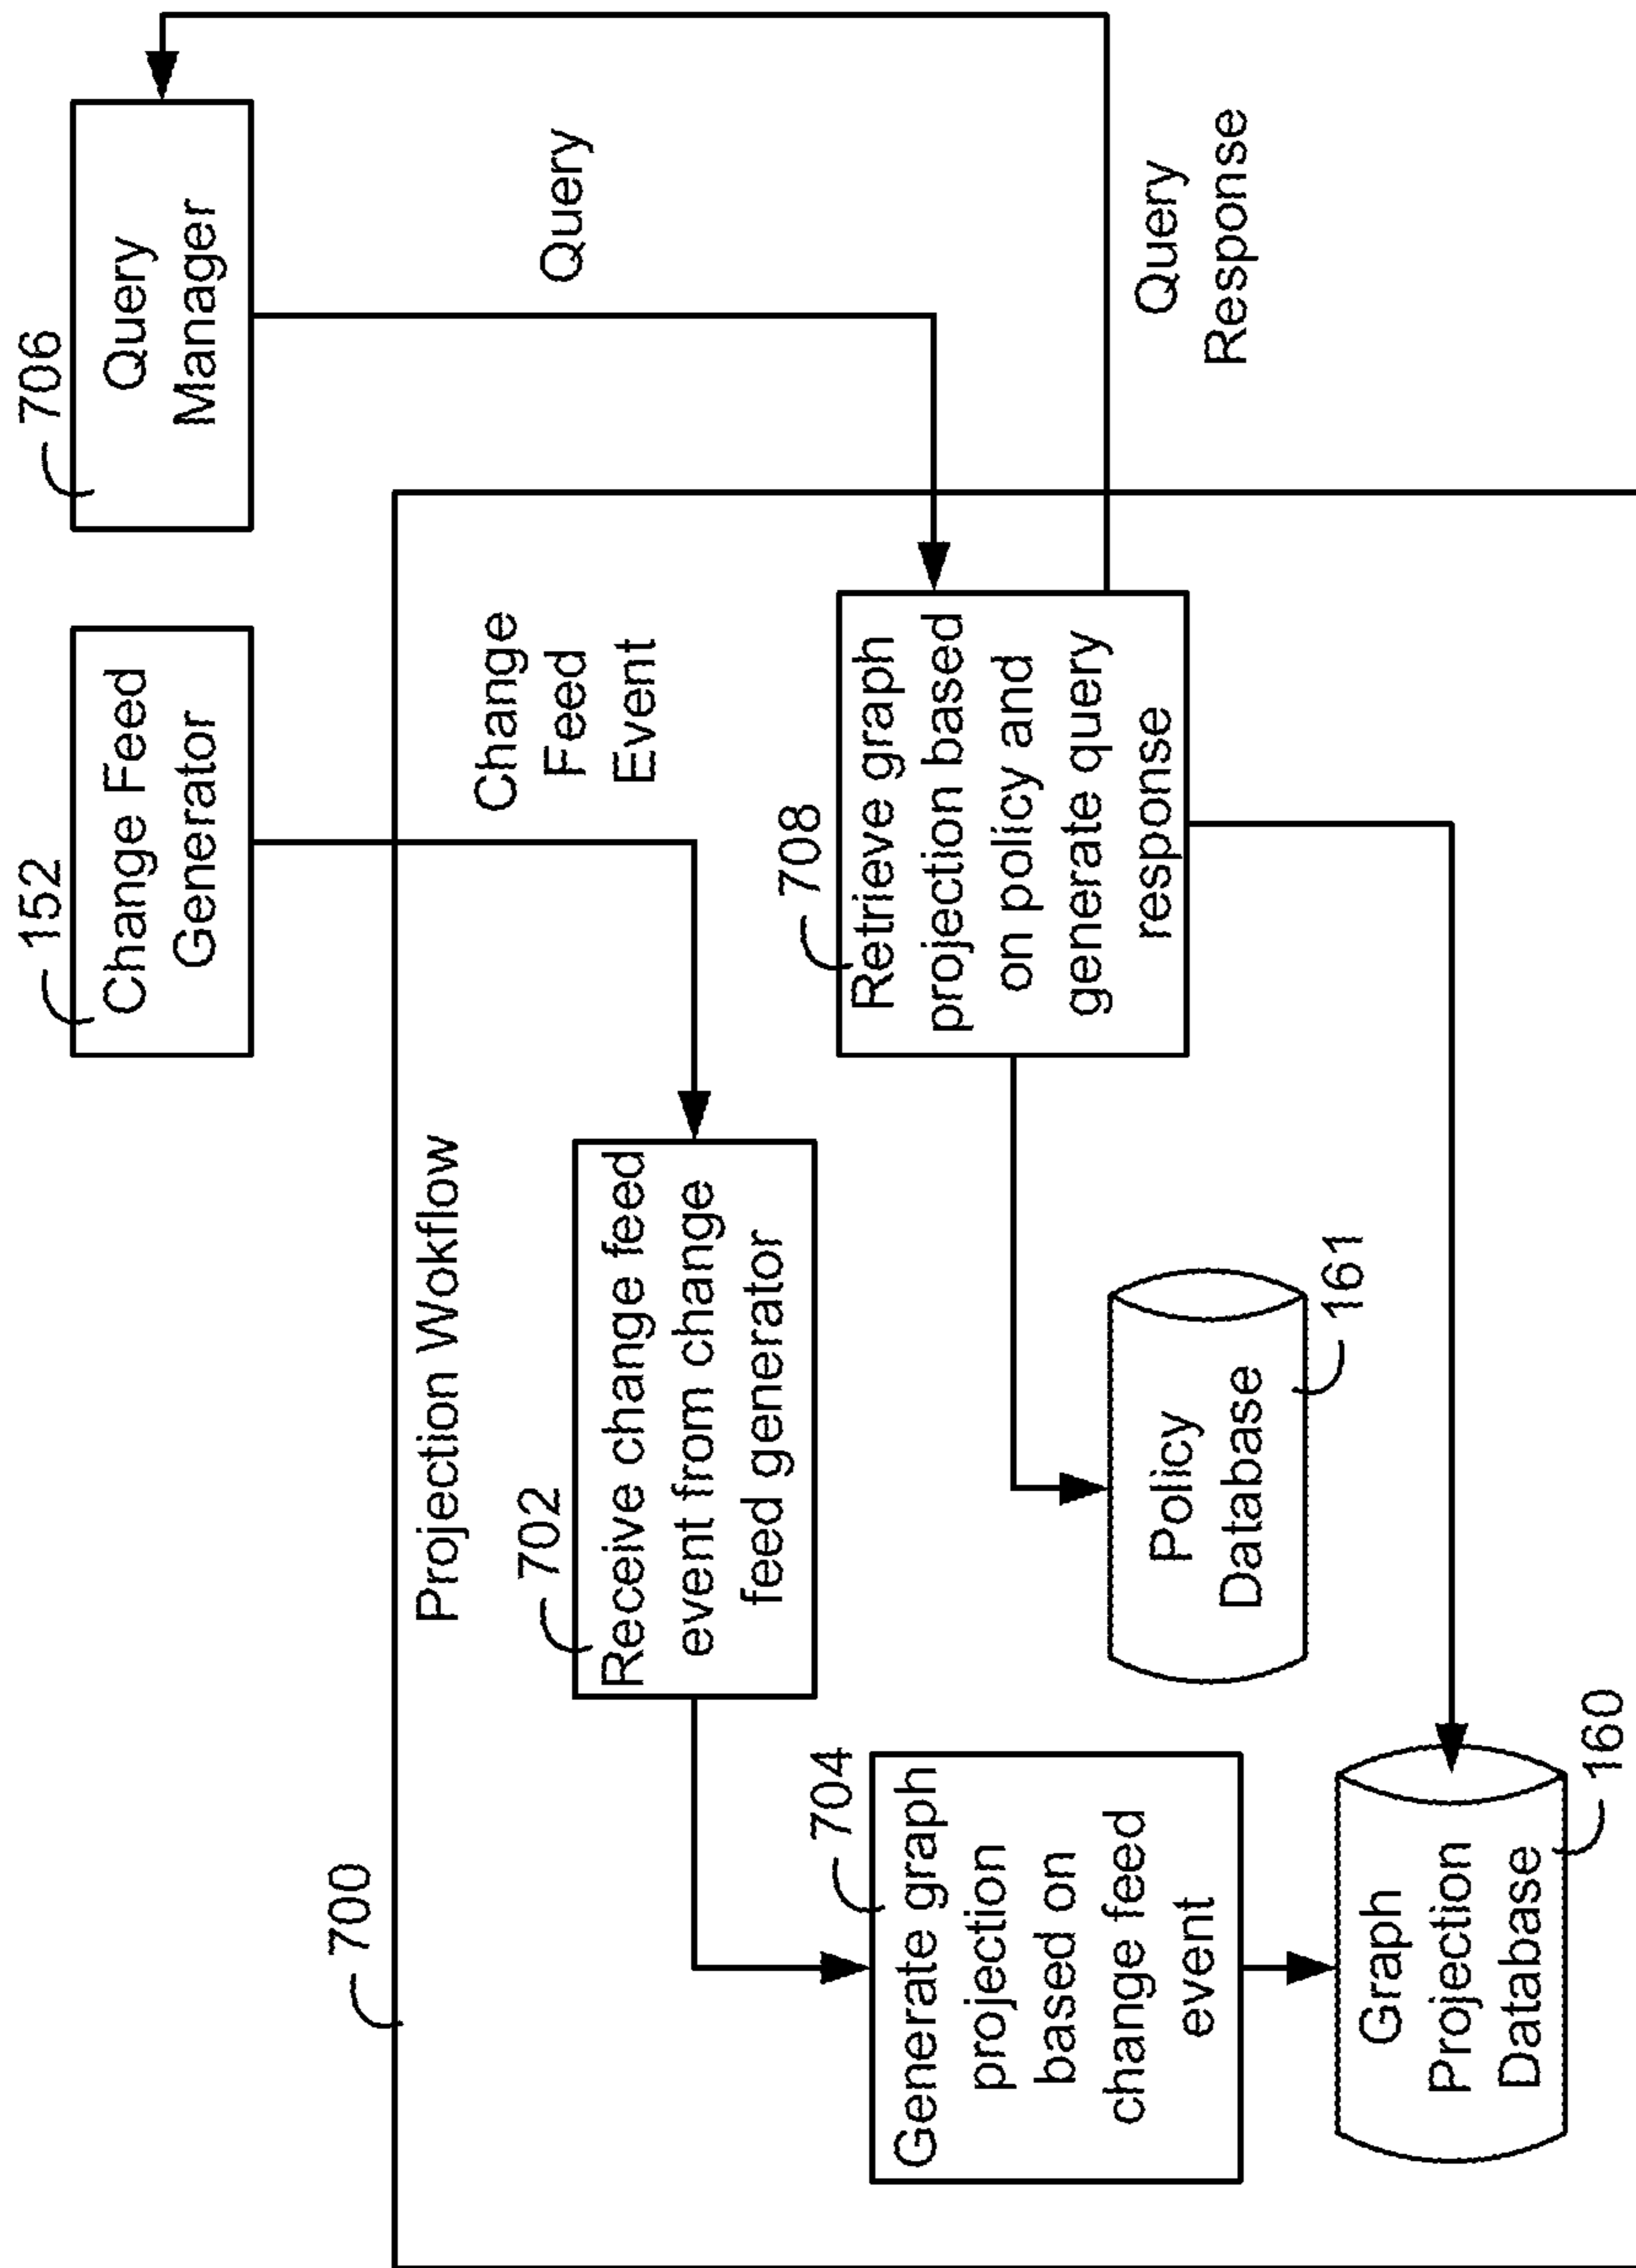 706
Query
Manager
152
Change Feed
Generator
Query
Change
Feed
Event
Query
Response
700
Projection Wokflow
702
Receive change feed
event from change
feed generator
704
Generate graph
projection
based on
change feed
event
708
Retrieve graph
projection based
on policy and
generate query
response
Policy
Database
161
Graph
Projection
Database
160